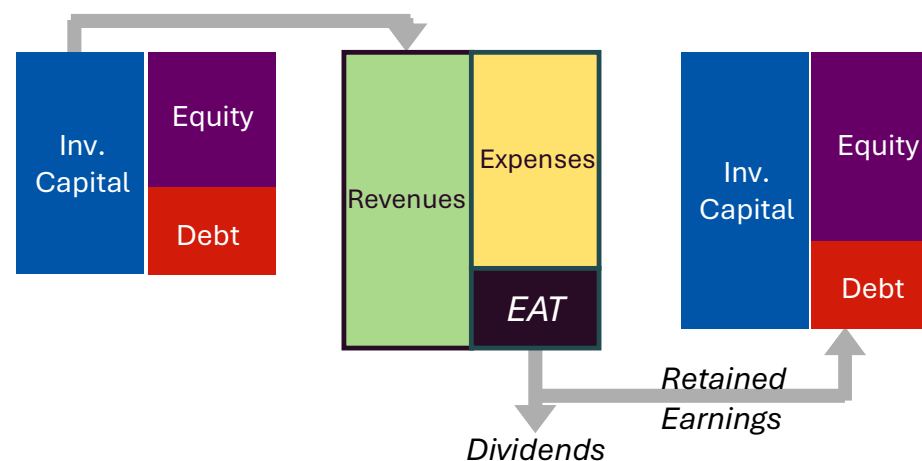 Inv.
Capital
Equity
Debt
Revenues
Expenses
EAT
Inv.
Capital
Equity
Debt
Retained
Earnings
Dividends